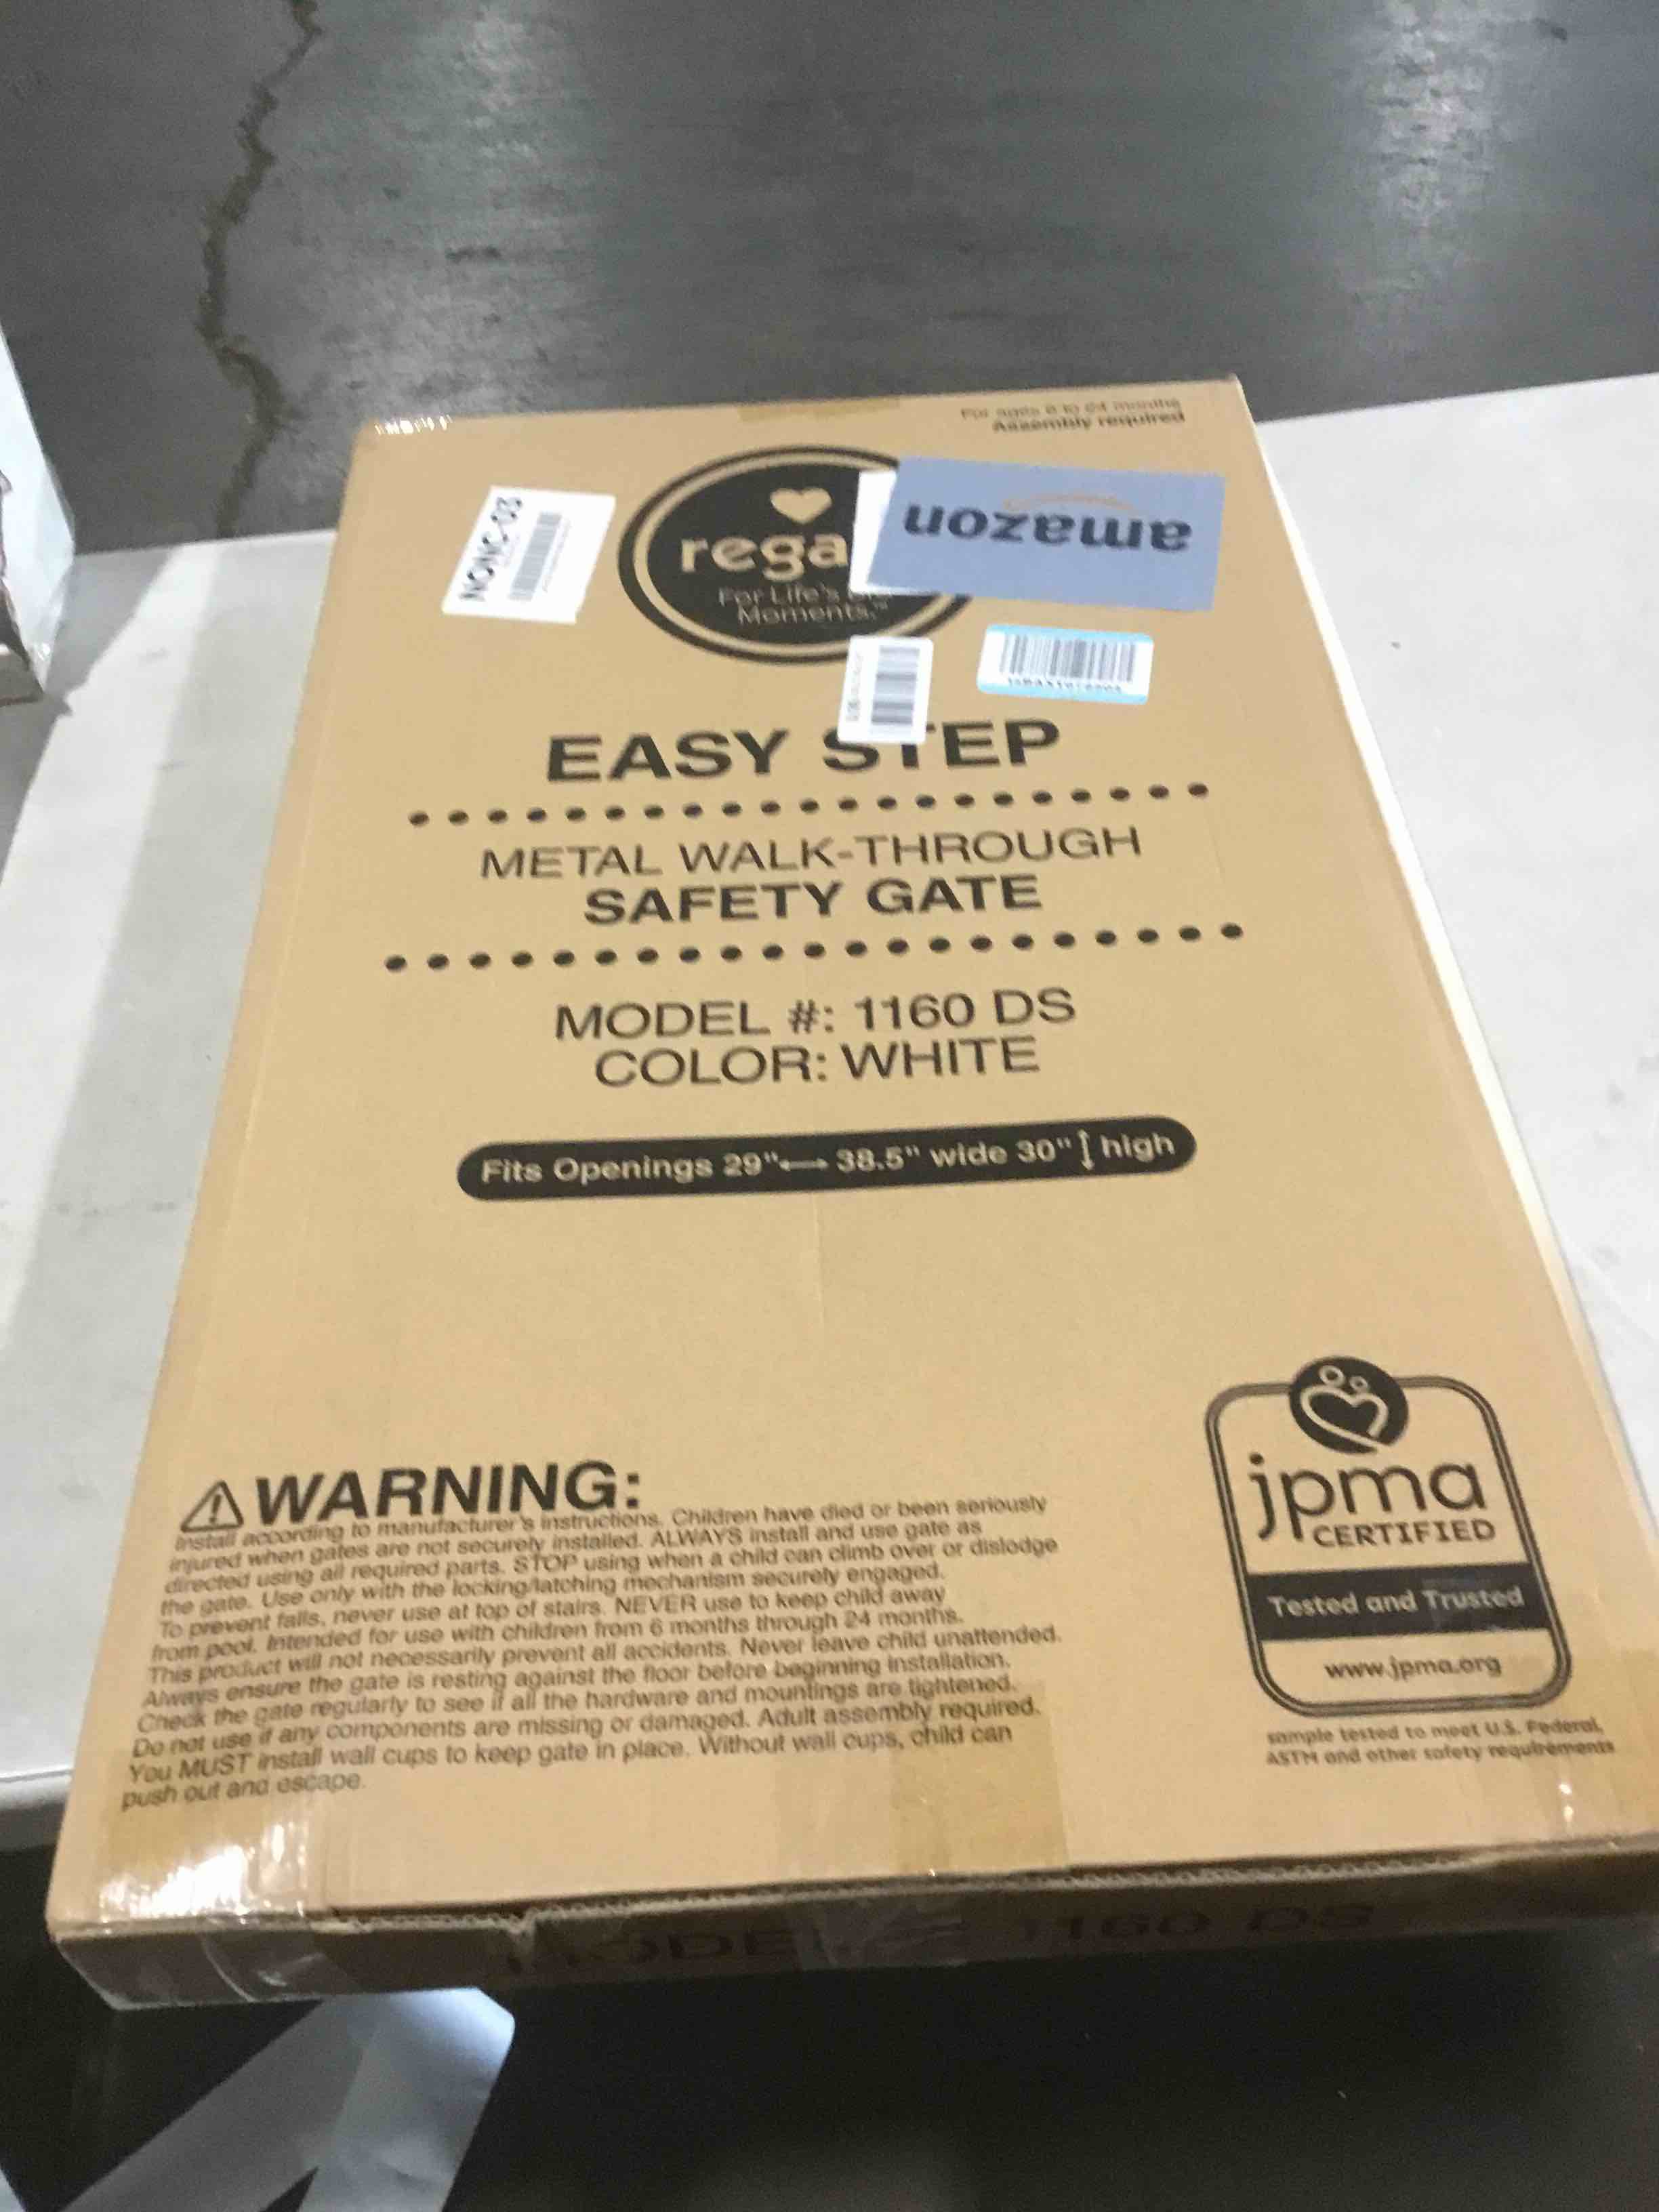 For ages 6 to 24 months
Assembly required
NONC-03
amazon
rega
For Life's
Moments.™
EASY STEP
METAL WALK-THROUGH
SAFETY GATE
MODEL #: 1160 DS
COLOR: WHITE
Fits Openings 29"⟷ 38.5" wide 30"↕ high
⚠WARNING:
Install according to manufacturer's instructions. Children have died or been seriously
injured when gates are not securely installed. ALWAYS install and use gate as
directed using all required parts. STOP using when a child can climb over or dislodge
the gate. Use only with the locking/latching mechanism securely engaged.
To prevent falls, never use at top of stairs. NEVER use to keep child away
from pool. Intended for use with children from 6 months through 24 months.
This product will not necessarily prevent all accidents. Never leave child unattended.
Always ensure the gate is resting against the floor before beginning installation.
Check the gate regularly to see if all the hardware and mountings are tightened.
Do not use if any components are missing or damaged. Adult assembly required.
You MUST install wall cups to keep gate in place. Without wall cups, child can
push out and escape.
jpma
CERTIFIED
Tested and Trusted
www.jpma.org
sample tested to meet U.S. Federal,
ASTM and other safety requirements
MODEL #: 1160 DS